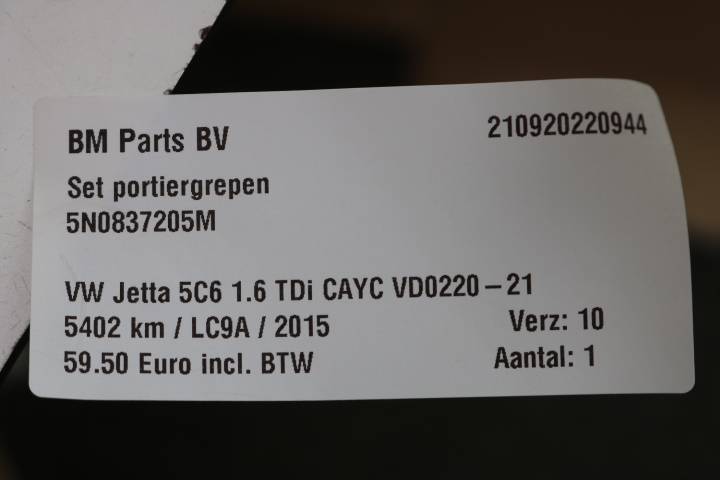 BM Parts BV 210920220944
Set portiergrepen
5N0837205M
VW Jetta 5C6 1.6 TDi CAYC VD0220-21
5402 km / LC9A / 2015 Verz: 10
59.50 Euro incl. BTW Aantal: 1